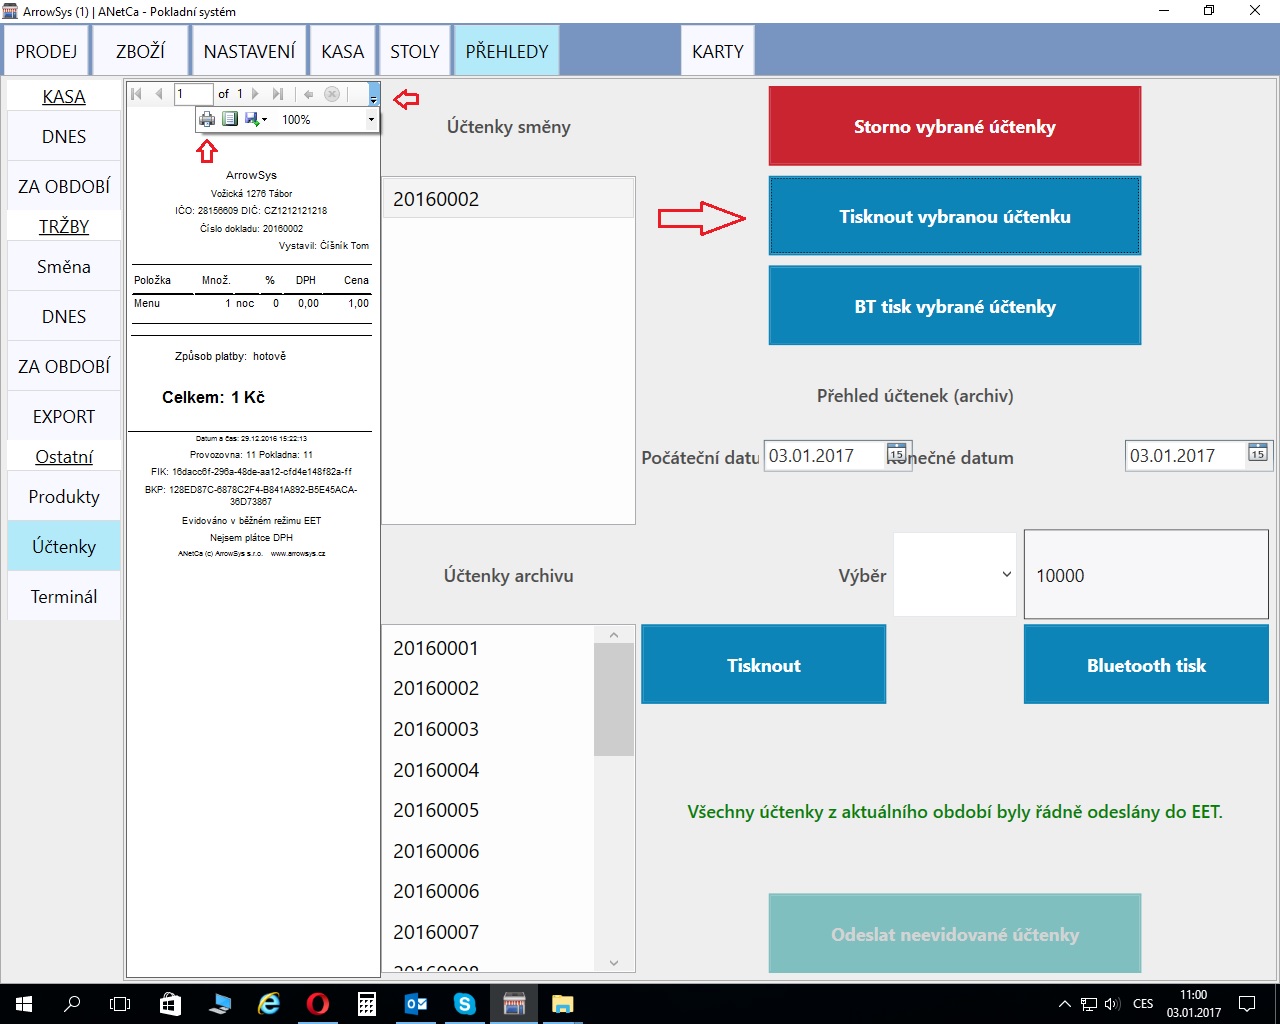 ArrowSys (1) | ANetCa - Pokladní systém
PRODEJ ZBOŽÍ NASTAVENÍ KASA STOLY PŘEHLEDY KARTY
KASA
DNES
ZA OBDOBÍ
TRŽBY
Směna
DNES
ZA OBDOBÍ
EXPORT
Ostatní
Produkty
Účtenky
Terminál
1 of 1
100%
ArrowSys
Vožická 1276 Tábor
IČO: 28156609 DIČ: CZ1212121218
Číslo dokladu: 20160002
Vystavil: Číšník Tom
Položka Množ. % DPH Cena
Menu 1 noc 0 0,00 1,00
Způsob platby: hotově
Celkem: 1 Kč
Datum a čas: 29.12.2016 15:22:13
Provozovna: 11 Pokladna: 11
FIK: 16dacc6f-296a-48de-aa12-cfd4e148f82a-ff
BKP: 128ED87C-6878C2F4-B841A892-B5E45ACA-
36D73867
Evidováno v běžném režimu EET
Nejsem plátce DPH
ANetCa (c) ArrowSys s.r.o. www.arrowsys.cz
Účtenky směny
20160002
Účtenky archivu
20160001
20160002
20160003
20160004
20160005
20160006
20160006
20160007
20160008
Storno vybrané účtenky
Tisknout vybranou účtenku
BT tisk vybrané účtenky
Přehled účtenek (archiv)
Počáteční datu 03.01.2017 15 Konečné datum 03.01.2017 15
Výběr 10000
Tisknout Bluetooth tisk
Všechny účtenky z aktuálního období byly řádně odeslány do EET.
Odeslat neevidované účtenky
CES
11:00
03.01.2017